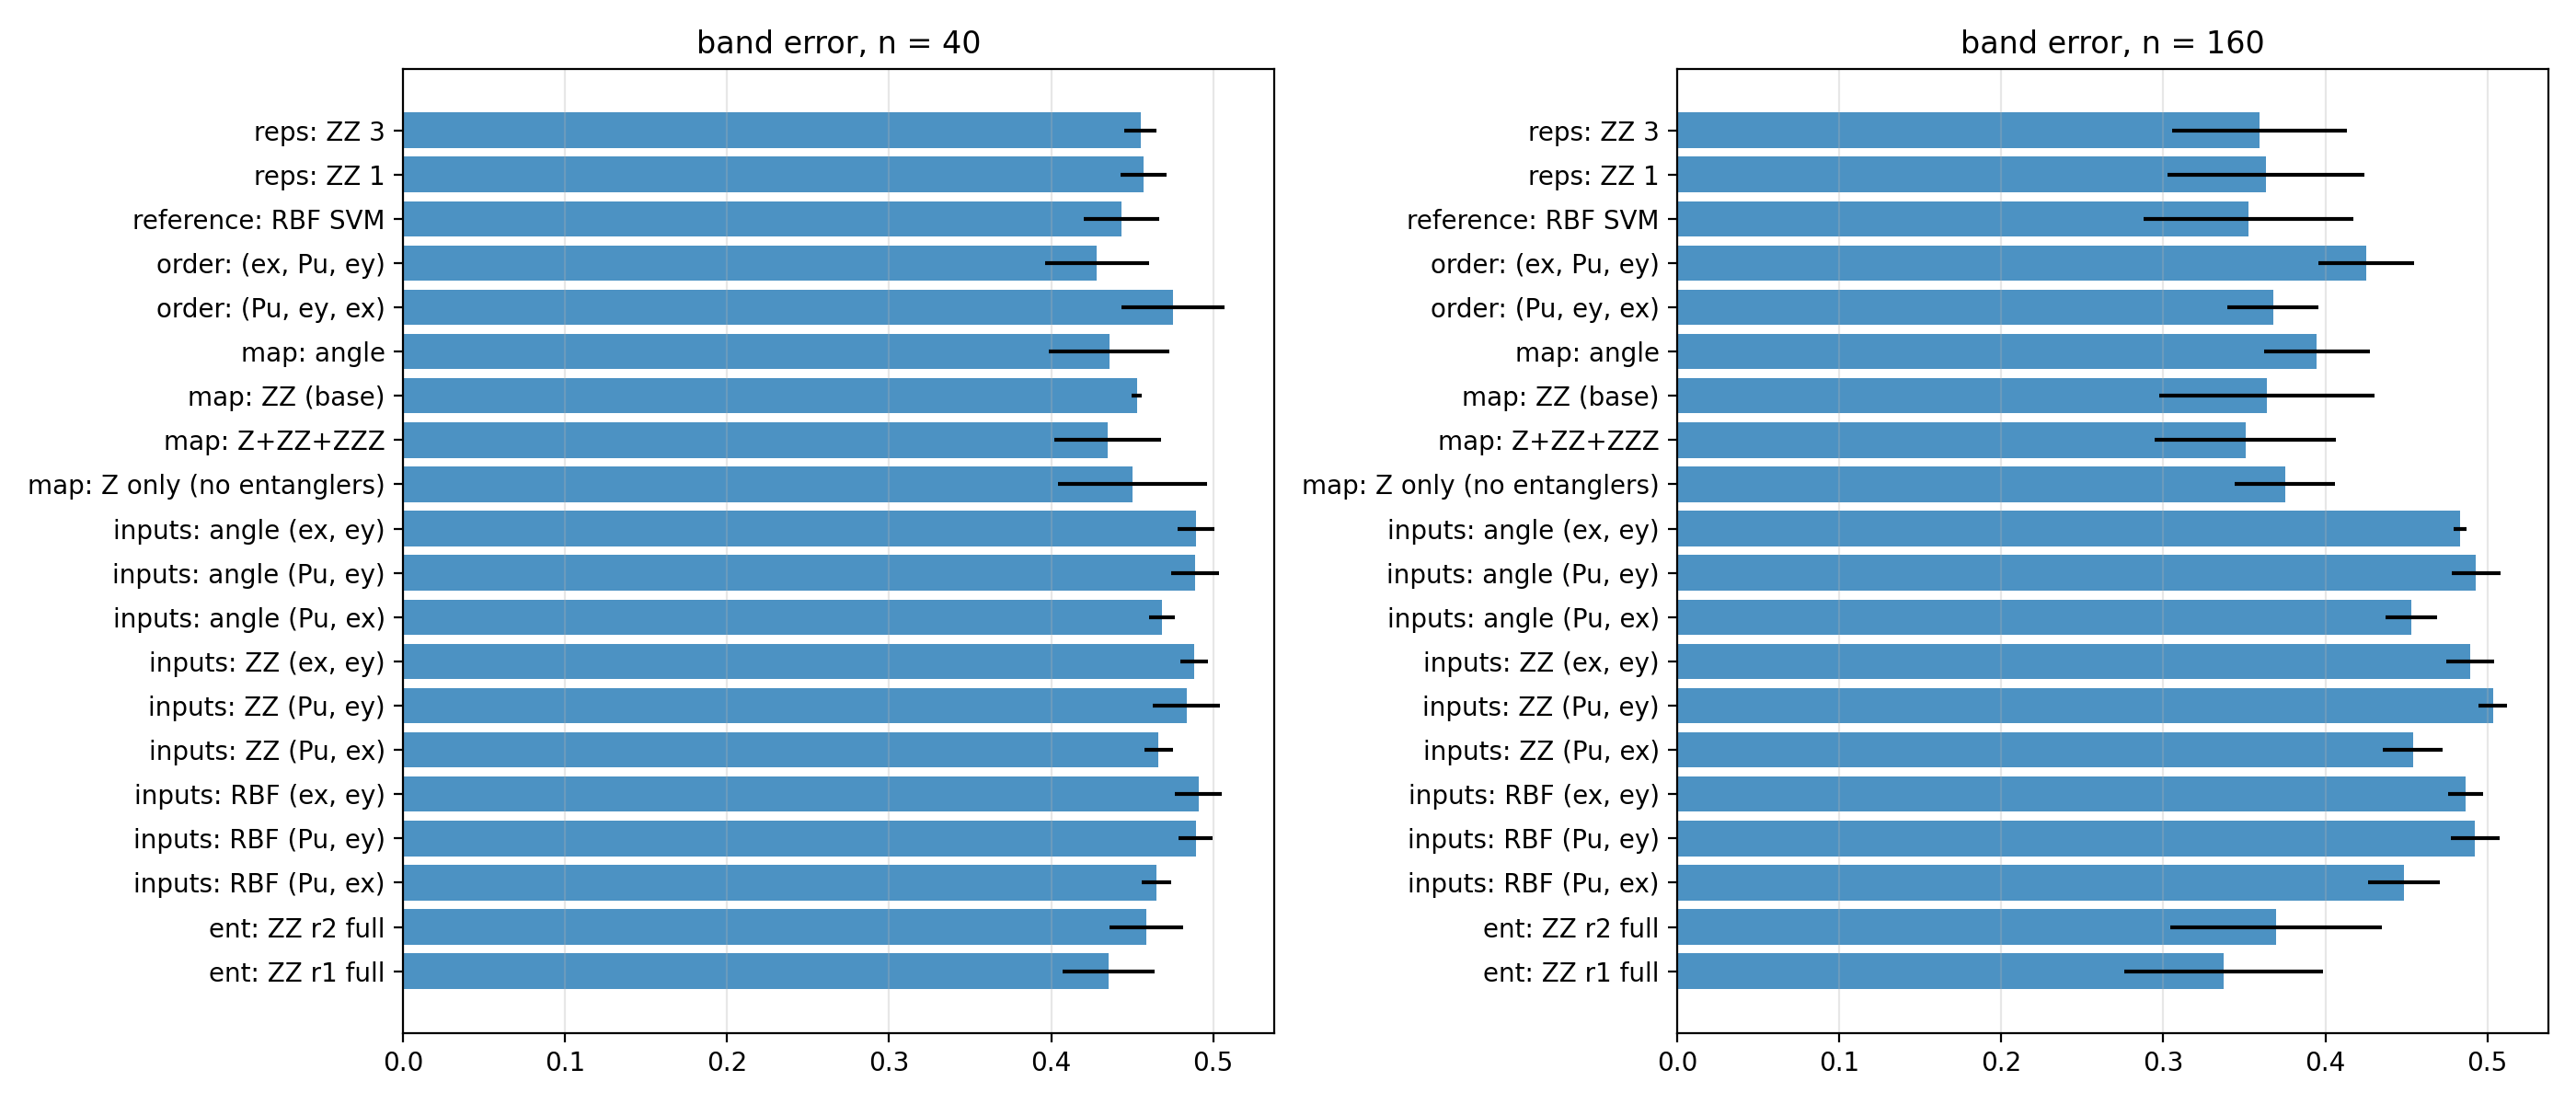 band error, n = 40
reps: ZZ 3
reps: ZZ 1
reference: RBF SVM
order: (ex, Pu, ey)
order: (Pu, ey, ex)
map: angle
map: ZZ (base)
map: Z+ZZ+ZZZ
map: Z only (no entanglers)
inputs: angle (ex, ey)
inputs: angle (Pu, ey)
inputs: angle (Pu, ex)
inputs: ZZ (ex, ey)
inputs: ZZ (Pu, ey)
inputs: ZZ (Pu, ex)
inputs: RBF (ex, ey)
inputs: RBF (Pu, ey)
inputs: RBF (Pu, ex)
ent: ZZ r2 full
ent: ZZ r1 full
0.0 0.1 0.2 0.3 0.4 0.5
band error, n = 160
reps: ZZ 3
reps: ZZ 1
reference: RBF SVM
order: (ex, Pu, ey)
order: (Pu, ey, ex)
map: angle
map: ZZ (base)
map: Z+ZZ+ZZZ
map: Z only (no entanglers)
inputs: angle (ex, ey)
inputs: angle (Pu, ey)
inputs: angle (Pu, ex)
inputs: ZZ (ex, ey)
inputs: ZZ (Pu, ey)
inputs: ZZ (Pu, ex)
inputs: RBF (ex, ey)
inputs: RBF (Pu, ey)
inputs: RBF (Pu, ex)
ent: ZZ r2 full
ent: ZZ r1 full
0.0 0.1 0.2 0.3 0.4 0.5